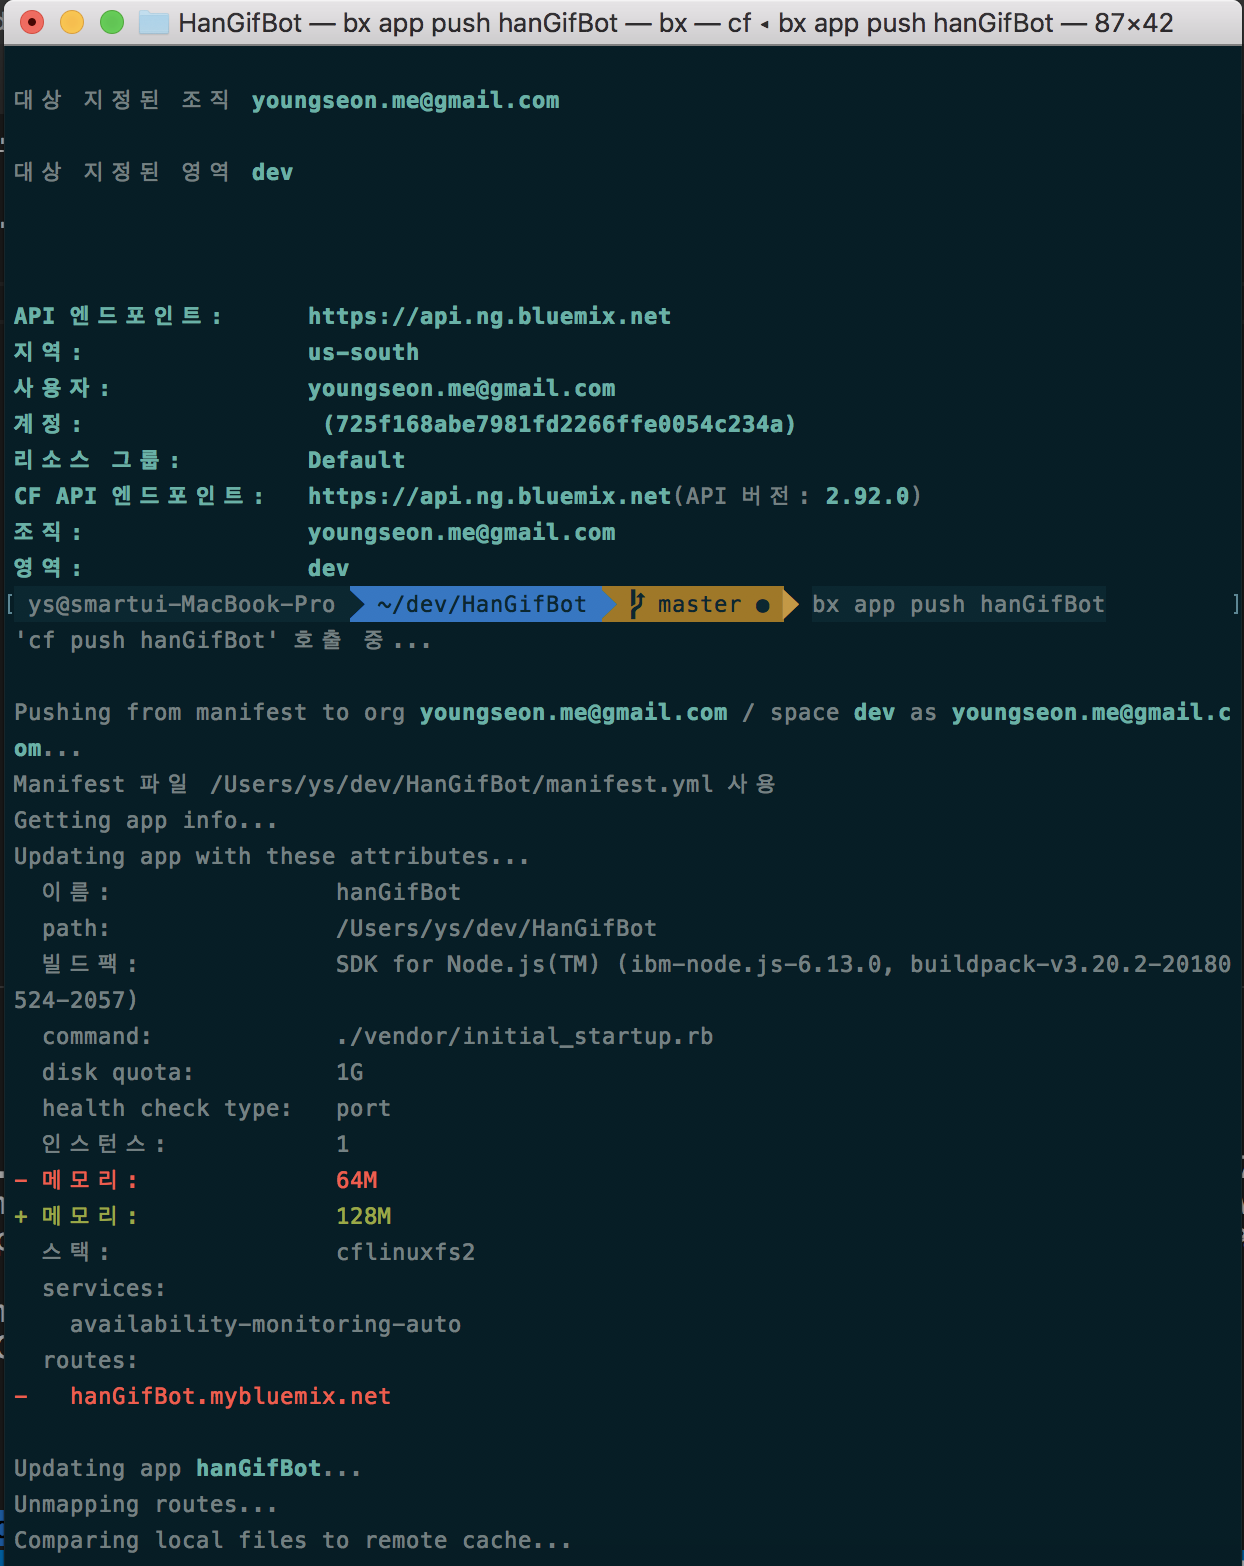 HanGifBot — bx app push hanGifBot — bx — cf ◂ bx app push hanGifBot — 87×42
대상 지정된 조직 youngseon.me@gmail.com
대상 지정된 영역 dev
API 엔드포인트: https://api.ng.bluemix.net
지역: us-south
사용자: youngseon.me@gmail.com
계정: (725f168abe7981fd2266ffe0054c234a)
리소스 그룹: Default
CF API 엔드포인트: https://api.ng.bluemix.net(API 버전: 2.92.0)
조직: youngseon.me@gmail.com
영역: dev
[ ys@smartui-MacBook-Pro ~/dev/HanGifBot master ● bx app push hanGifBot ]
'cf push hanGifBot' 호출 중...
Pushing from manifest to org youngseon.me@gmail.com / space dev as youngseon.me@gmail.c
om...
Manifest 파일 /Users/ys/dev/HanGifBot/manifest.yml 사용
Getting app info...
Updating app with these attributes...
이름: hanGifBot
path: /Users/ys/dev/HanGifBot
빌드팩: SDK for Node.js(TM) (ibm-node.js-6.13.0, buildpack-v3.20.2-20180
524-2057)
command: ./vendor/initial_startup.rb
disk quota: 1G
health check type: port
인스턴스: 1
- 메모리: 64M
+ 메모리: 128M
스택: cflinuxfs2
services:
availability-monitoring-auto
routes:
- hanGifBot.mybluemix.net
Updating app hanGifBot...
Unmapping routes...
Comparing local files to remote cache...